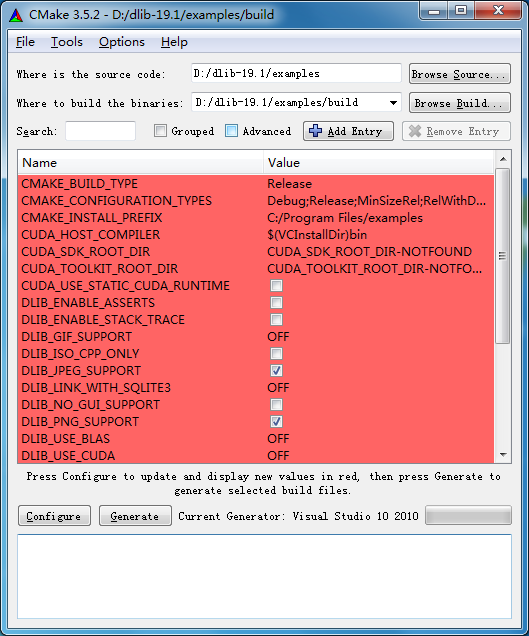 CMake 3.5.2 - D:/dlib-19.1/examples/build
File Tools Options Help
Where is the source code: D:/dlib-19.1/examples Browse Source...
Where to build the binaries: D:/dlib-19.1/examples/build Browse Build...
Search: Grouped Advanced Add Entry Remove Entry
Name Value
CMAKE_BUILD_TYPE Release
CMAKE_CONFIGURATION_TYPES Debug;Release;MinSizeRel;RelWithD...
CMAKE_INSTALL_PREFIX C:/Program Files/examples
CUDA_HOST_COMPILER $(VCInstallDir)bin
CUDA_SDK_ROOT_DIR CUDA_SDK_ROOT_DIR-NOTFOUND
CUDA_TOOLKIT_ROOT_DIR CUDA_TOOLKIT_ROOT_DIR-NOTFO...
CUDA_USE_STATIC_CUDA_RUNTIME
DLIB_ENABLE_ASSERTS
DLIB_ENABLE_STACK_TRACE
DLIB_GIF_SUPPORT OFF
DLIB_ISO_CPP_ONLY
DLIB_JPEG_SUPPORT
DLIB_LINK_WITH_SQLITE3 OFF
DLIB_NO_GUI_SUPPORT
DLIB_PNG_SUPPORT
DLIB_USE_BLAS OFF
DLIB_USE_CUDA OFF
Press Configure to update and display new values in red, then press Generate to
generate selected build files.
Configure Generate Current Generator: Visual Studio 10 2010